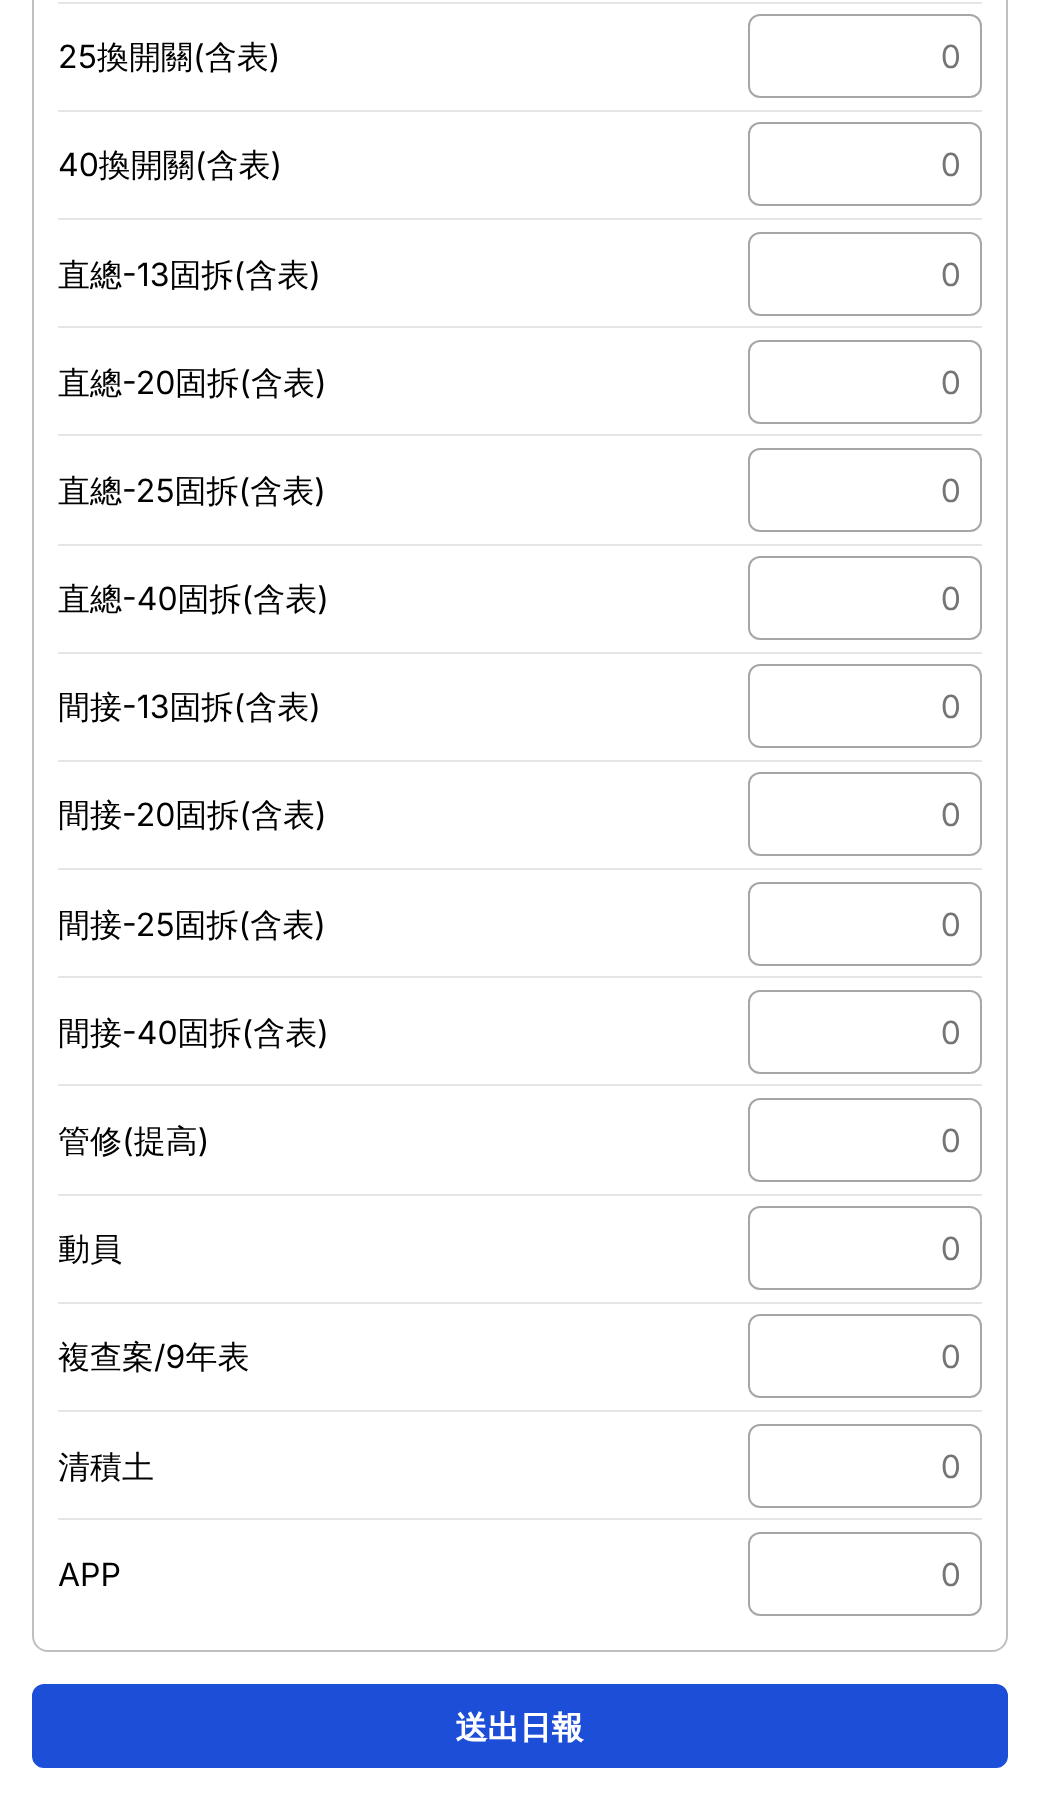 25換開關(含表) 0
40換開關(含表) 0
直總-13固拆(含表) 0
直總-20固拆(含表) 0
直總-25固拆(含表) 0
直總-40固拆(含表) 0
間接-13固拆(含表) 0
間接-20固拆(含表) 0
間接-25固拆(含表) 0
間接-40固拆(含表) 0
管修(提高) 0
動員 0
複查案/9年表 0
清積土 0
APP 0
送出日報